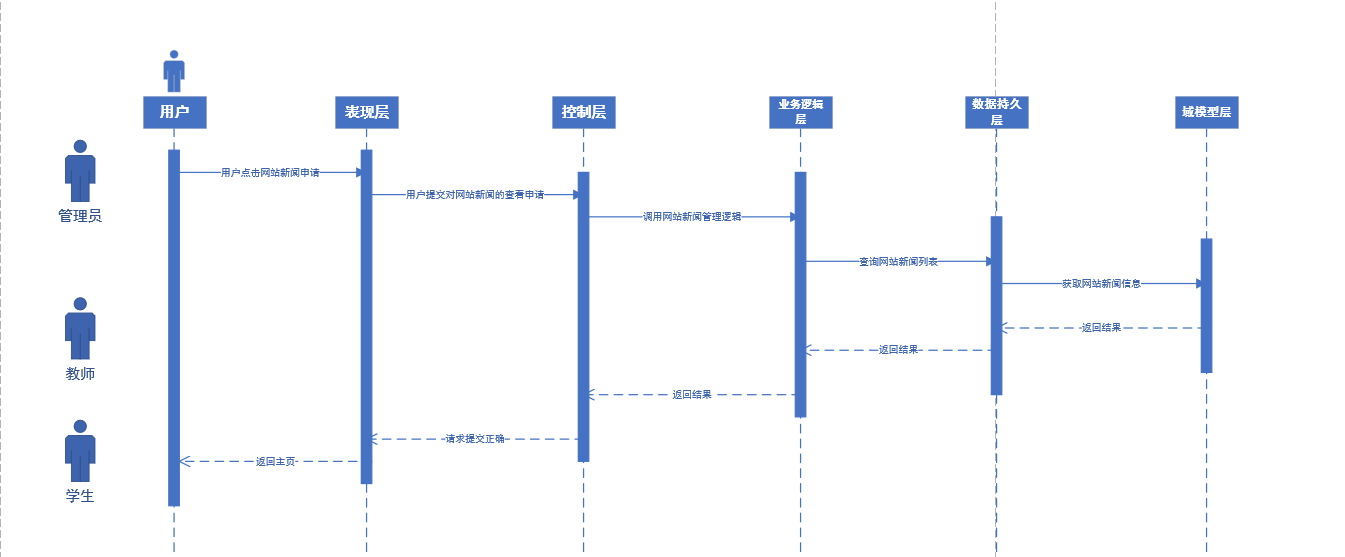 用户
表现层
控制层
业务逻辑
层
数据持久
层
域模型层
用户点击网站新闻申请
用户提交对网站新闻的查看申请
管理员
调用网站新闻管理逻辑
查询网站新闻列表
获取网站新闻信息
返回结果
返回结果
教师
返回结果
请求提交正确
返回主页
学生